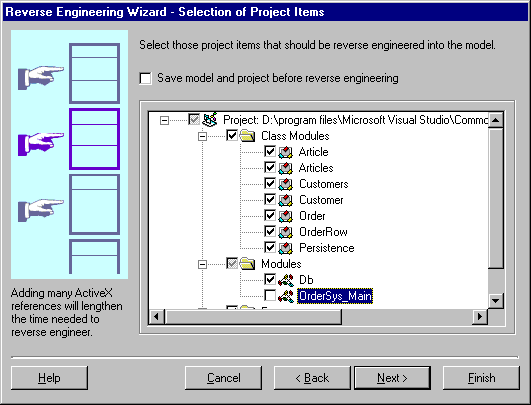 Reverse Engineering Wizard - Selection of Project Items
Select those project items that should be reverse engineered into the model.
Save model and project before reverse engineering
Project: D:\program files\Microsoft Visual Studio\Commo
Class Modules
Article
Articles
Customers
Customer
Order
OrderRow
Persistence
Modules
Db
OrderSys_Main
Adding many ActiveX
references will lengthen
the time needed to
reverse engineer.
Help
Cancel
< Back
Next >
Finish